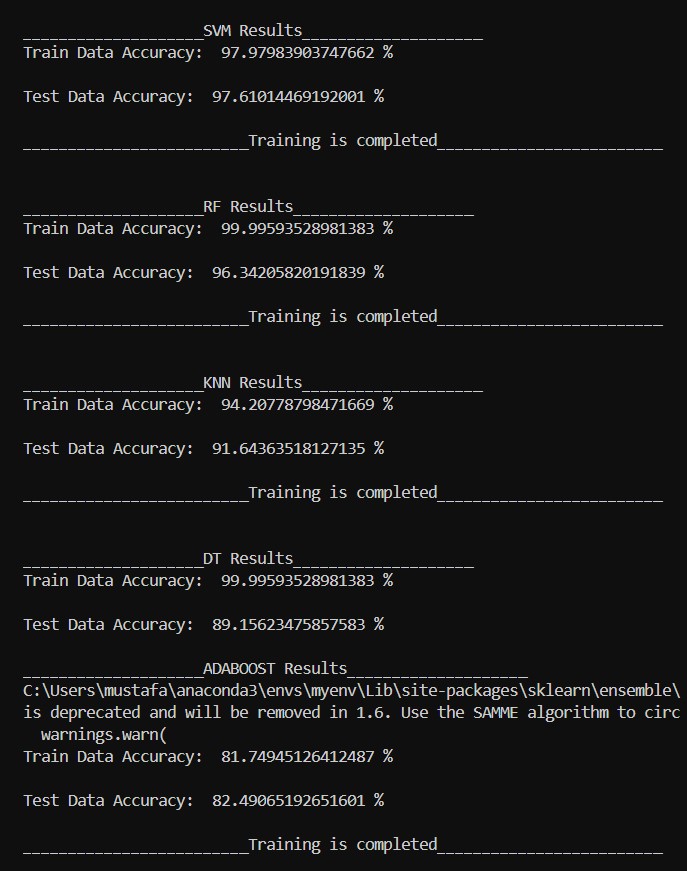 ____________________SVM Results____________________
Train Data Accuracy:  97.97983903747662 %
Test Data Accuracy:  97.61014469192001 %
_________________________Training is completed_________________________
____________________RF Results____________________
Train Data Accuracy:  99.99593528981383 %
Test Data Accuracy:  96.34205820191839 %
_________________________Training is completed_________________________
____________________KNN Results____________________
Train Data Accuracy:  94.20778798471669 %
Test Data Accuracy:  91.64363518127135 %
_________________________Training is completed_________________________
____________________DT Results____________________
Train Data Accuracy:  99.99593528981383 %
Test Data Accuracy:  89.15623475857583 %
____________________ADABOOST Results____________________
C:\Users\mustafa\anaconda3\envs\myenv\Lib\site-packages\sklearn\ensemble\
is deprecated and will be removed in 1.6. Use the SAMME algorithm to circ
  warnings.warn(
Train Data Accuracy:  81.74945126412487 %
Test Data Accuracy:  82.49065192651601 %
_________________________Training is completed_________________________